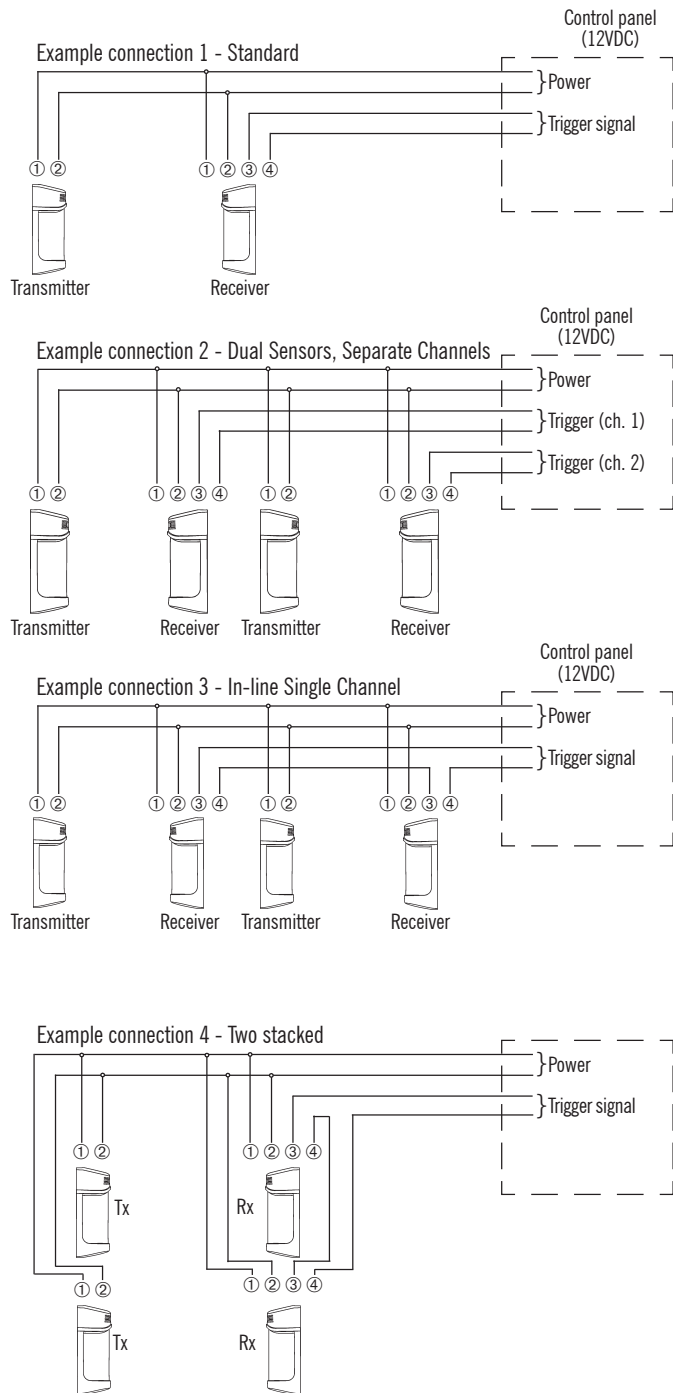 Control panel
(12VDC)
Example connection 1 - Standard
Power
Trigger signal
① ② ① ② ③ ④
Transmitter Receiver
Control panel
(12VDC)
Example connection 2 - Dual Sensors, Separate Channels
Power
Trigger (ch. 1)
Trigger (ch. 2)
① ② ① ② ③ ④ ① ② ① ② ③ ④
Transmitter Receiver Transmitter Receiver
Control panel
(12VDC)
Example connection 3 - In-line Single Channel
Power
Trigger signal
① ② ① ② ③ ④ ① ② ① ② ③ ④
Transmitter Receiver Transmitter Receiver
Example connection 4 - Two stacked
Power
Trigger signal
① ② ① ② ③ ④
Tx Rx
① ② ① ② ③ ④
Tx Rx